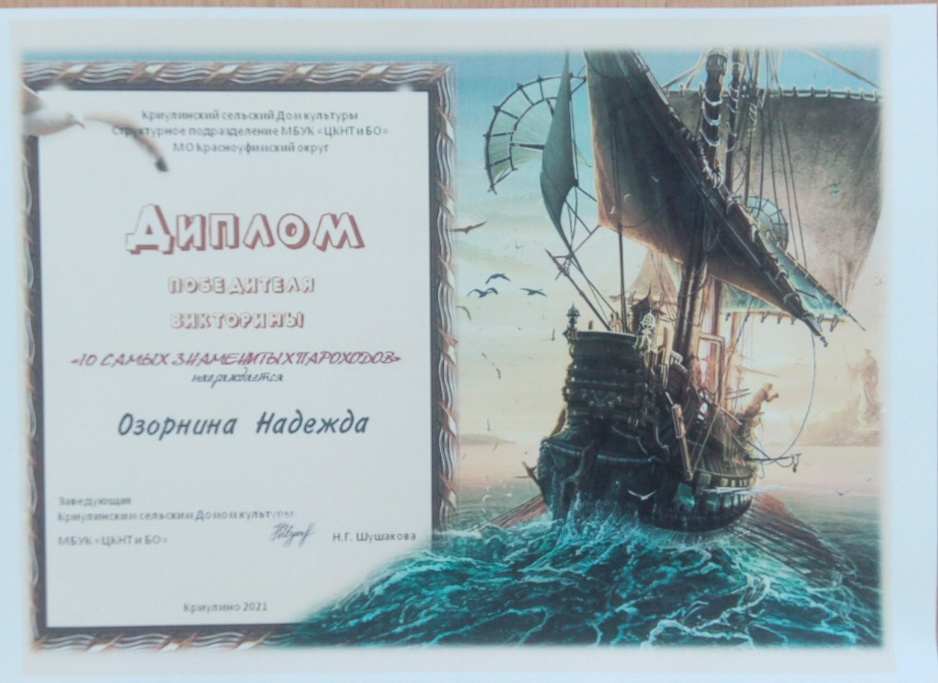 Криулинский сельский Дом культуры
Структурное подразделение МБУК «ЦКНТ и БО»
МО Красноуфимский округ
ДИПЛОМ
ПОБЕДИТЕЛЯ
ВИКТОРИНЫ
«10 САМЫХ ЗНАМЕНИТЫХ ПАРОХОДОВ»
награждается
Озорнина Надежда
Заведующая
Криулинским сельским Домом культуры
МБУК «ЦКНТ и БО» Н.Г. Шушакова
Криулино 2021